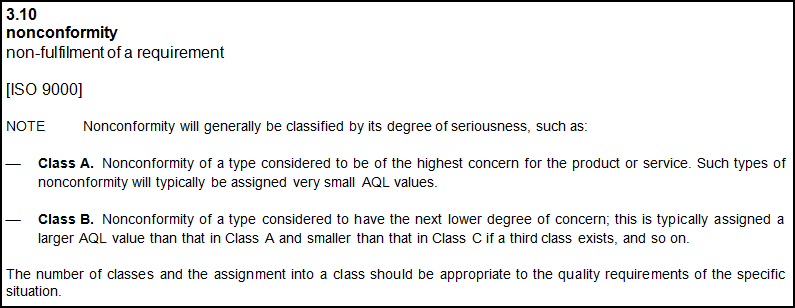 3.10
nonconformity
non-fulfilment of a requirement
[ISO 9000]
NOTE Nonconformity will generally be classified by its degree of seriousness, such as:
— Class A. Nonconformity of a type considered to be of the highest concern for the product or service. Such types of
nonconformity will typically be assigned very small AQL values.
— Class B. Nonconformity of a type considered to have the next lower degree of concern; this is typically assigned a
larger AQL value than that in Class A and smaller than that in Class C if a third class exists, and so on.
The number of classes and the assignment into a class should be appropriate to the quality requirements of the specific
situation.